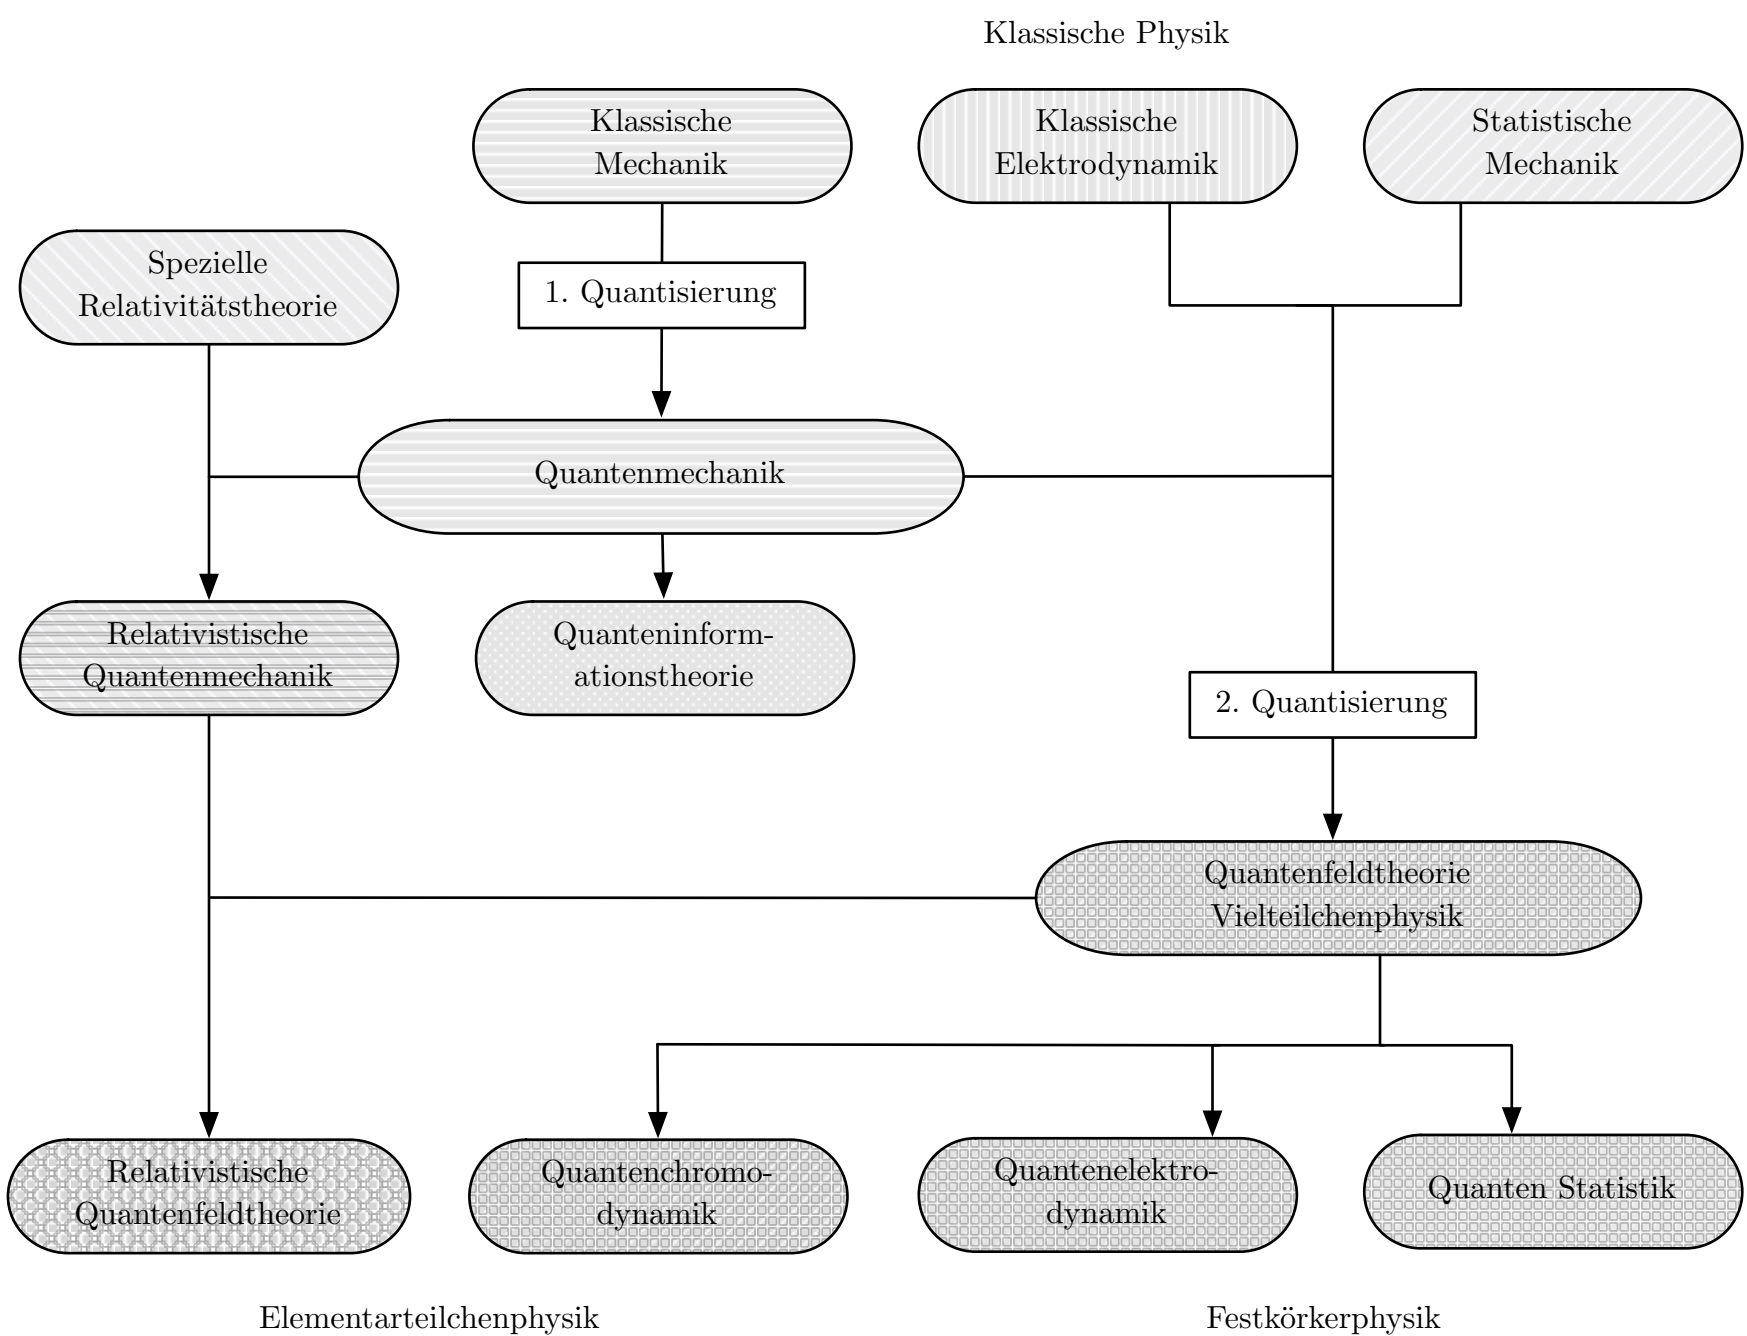 Klassische Physik
Klassische
Mechanik
Klassische
Elektrodynamik
Statistische
Mechanik
Spezielle
Relativitätstheorie
1. Quantisierung
Quantenmechanik
Relativistische
Quantenmechanik
Quanteninform-
ationstheorie
2. Quantisierung
Quantenfeldtheorie
Vielteilchenphysik
Relativistische
Quantenfeldtheorie
Quantenchromo-
dynamik
Quantenelektro-
dynamik
Quanten Statistik
Elementarteilchenphysik
Festkörkerphysik